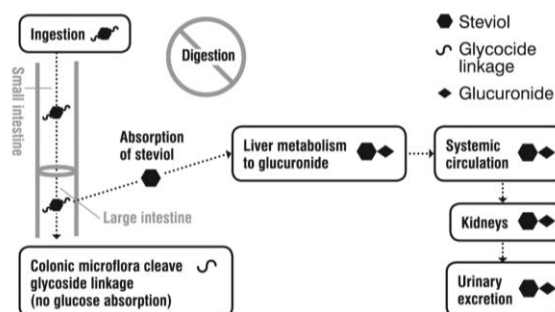 Ingestion
Small intestine
Digestion
Steviol
Glycocide
linkage
Glucuronide
Absorption
of steviol
Liver metabolism
to glucuronide
Systemic
circulation
Large intestine
Kidneys
Colonic microflora cleave
glycoside linkage
(no glucose absorption)
Urinary
excretion